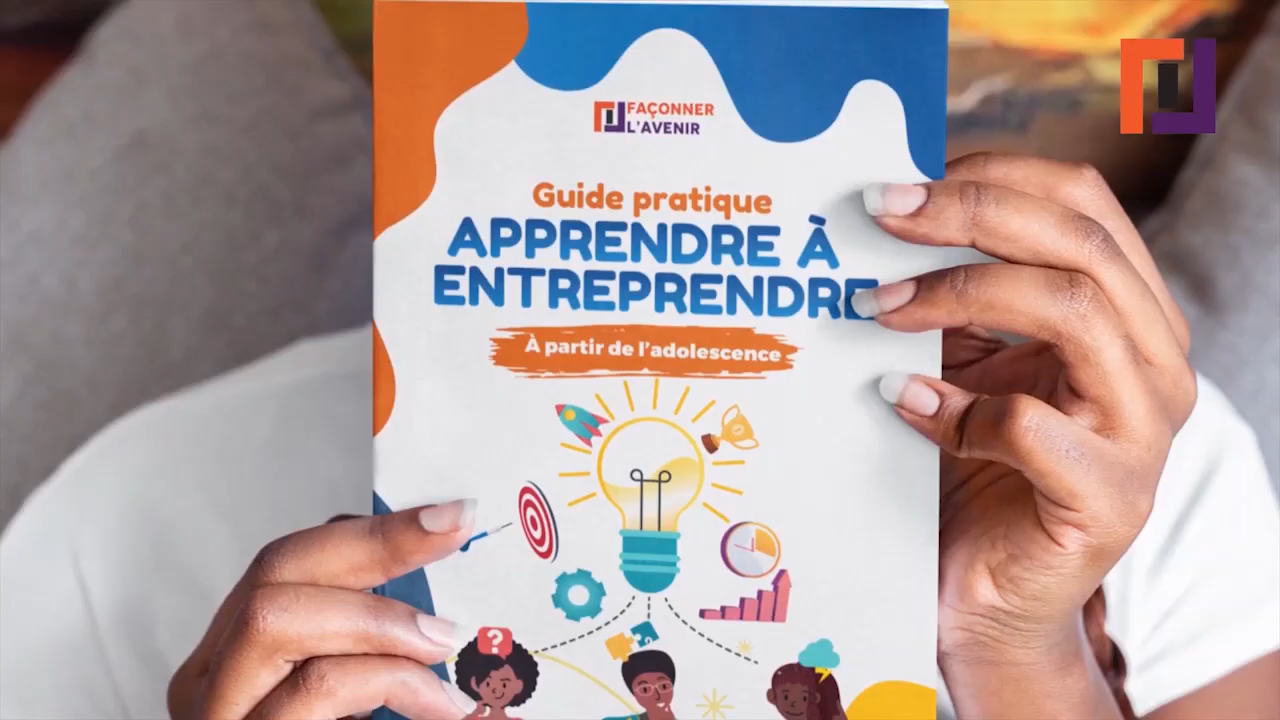 FAÇONNER
L'AVENIR
Guide pratique
APPRENDRE À
ENTREPRENDRE
À partir de l'adolescence
?